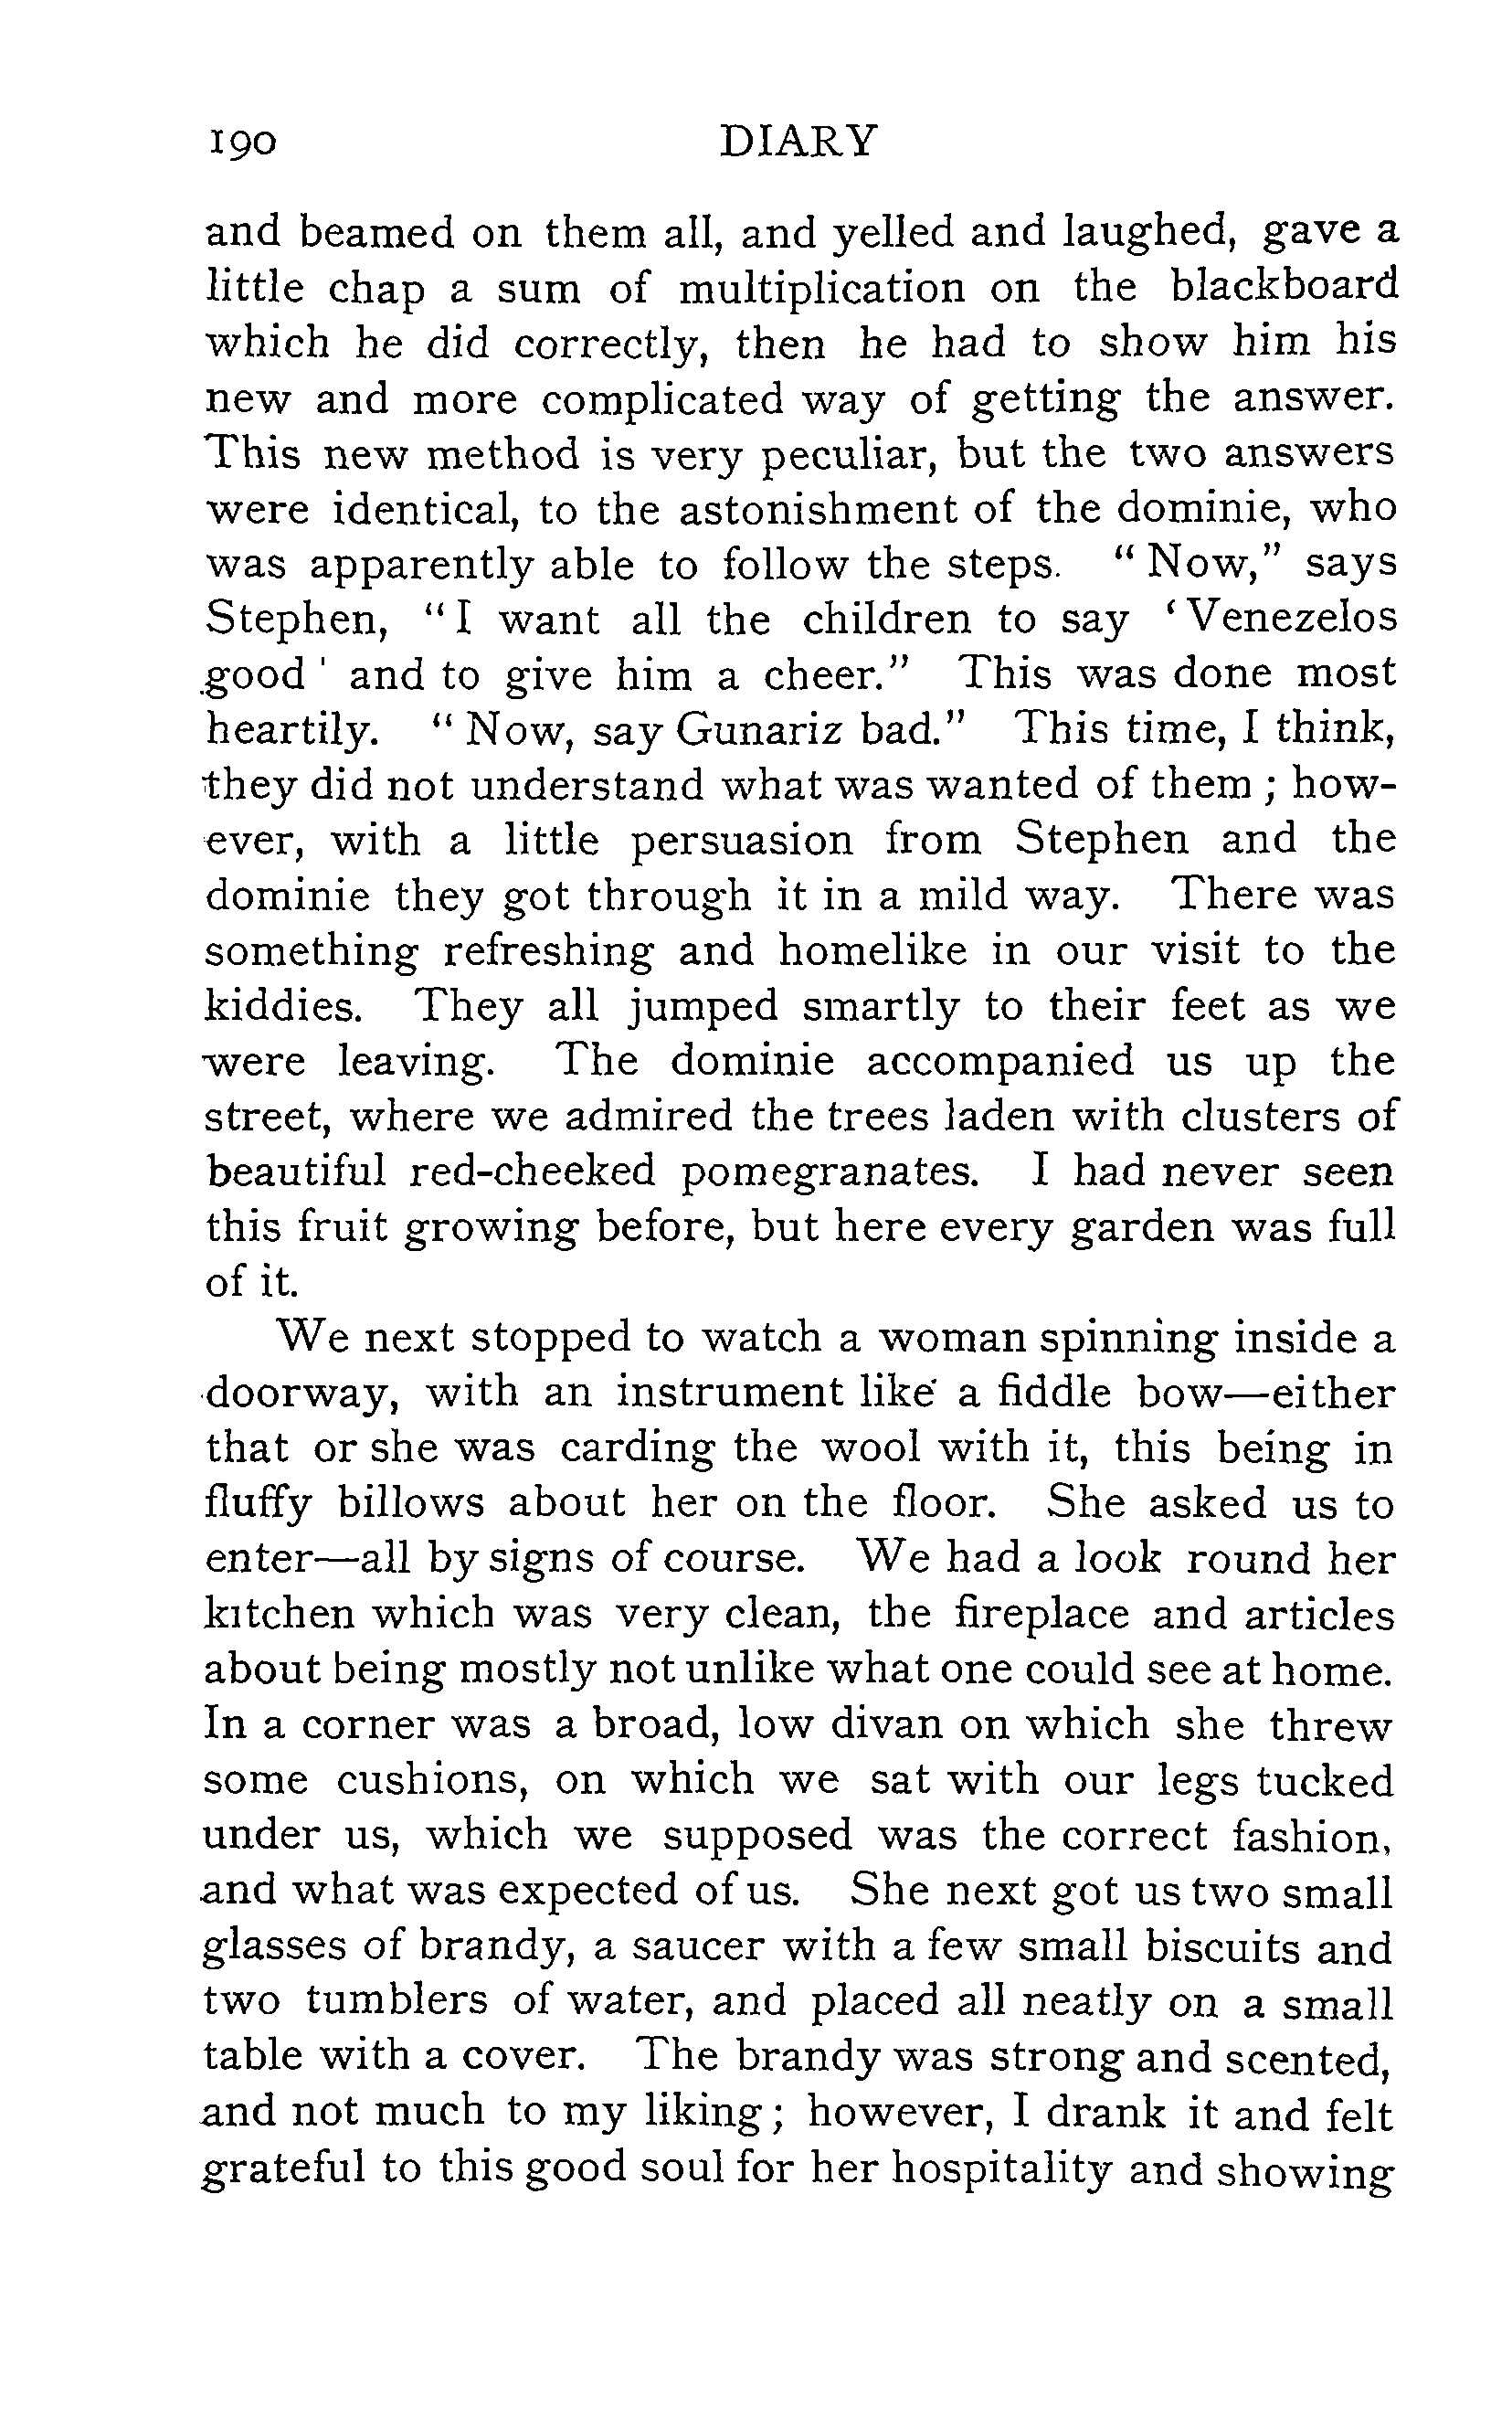 190 DIARY
and beamed on them all, and yelled and laughed, gave a
little chap a sum of multiplication on the blackboard
which he did correctly, then he had to show him his
new and more complicated way of getting the answer.
This new method is very peculiar, but the two answers
were identical, to the astonishment of the dominie, who
was apparently able to follow the steps. “Now,” says
Stephen, “I want all the children to say ‘Venezelos
good’ and to give him a cheer.” This was done most
heartily. “Now, say Gunariz bad.” This time, I think,
they did not understand what was wanted of them; how-
ever, with a little persuasion from Stephen and the
dominie they got through it in a mild way. There was
something refreshing and homelike in our visit to the
kiddies. They all jumped smartly to their feet as we
were leaving. The dominie accompanied us up the
street, where we admired the trees laden with clusters of
beautiful red-cheeked pomegranates. I had never seen
this fruit growing before, but here every garden was full
of it.
We next stopped to watch a woman spinning inside a
doorway, with an instrument like a fiddle bow—either
that or she was carding the wool with it, this being in
fluffy billows about her on the floor. She asked us to
enter—all by signs of course. We had a look round her
kitchen which was very clean, the fireplace and articles
about being mostly not unlike what one could see at home.
In a corner was a broad, low divan on which she threw
some cushions, on which we sat with our legs tucked
under us, which we supposed was the correct fashion,
and what was expected of us. She next got us two small
glasses of brandy, a saucer with a few small biscuits and
two tumblers of water, and placed all neatly on a small
table with a cover. The brandy was strong and scented,
and not much to my liking; however, I drank it and felt
grateful to this good soul for her hospitality and showing